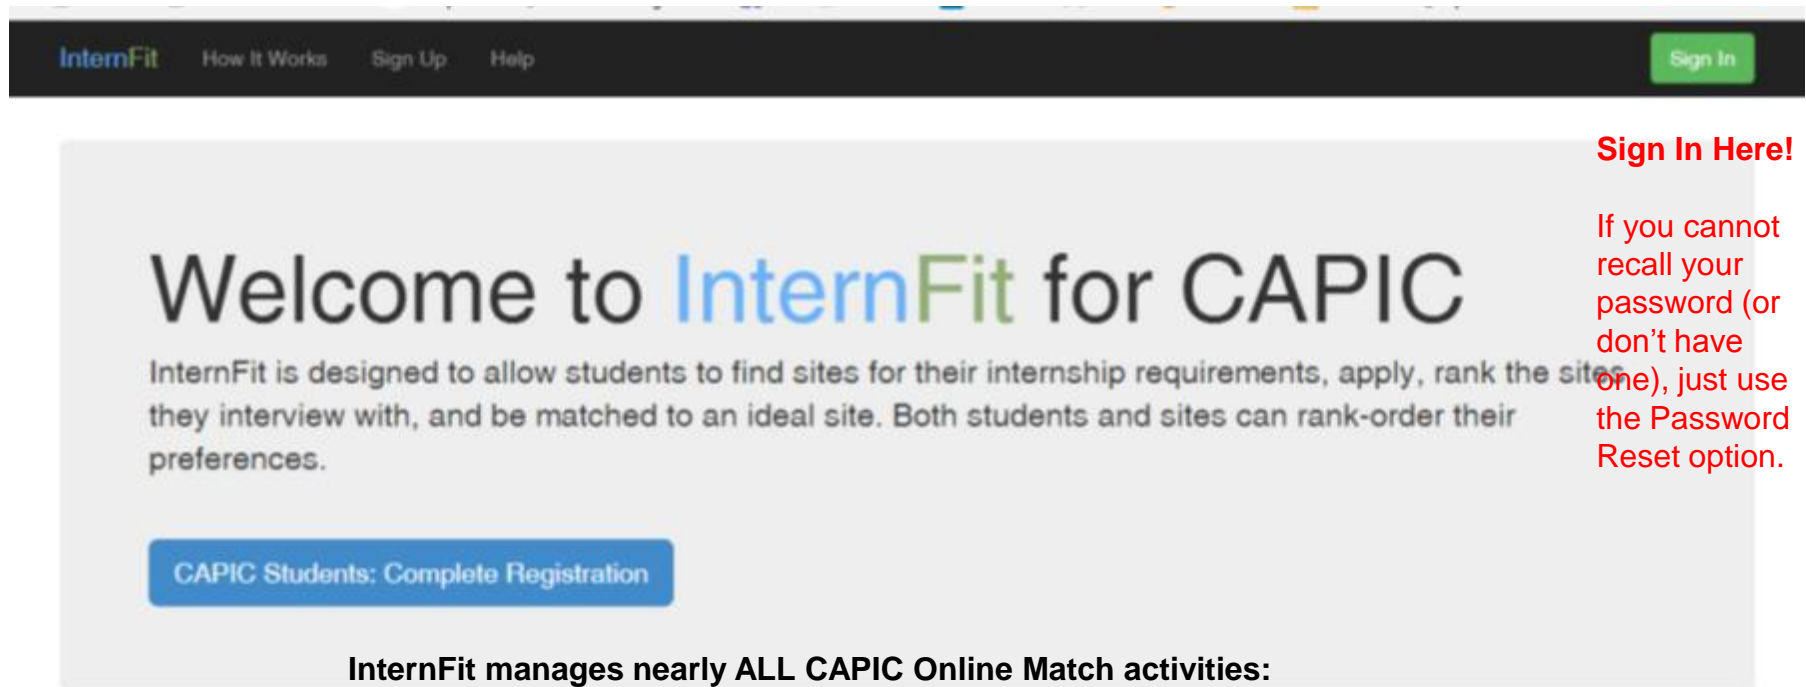 InternFit How It Works Sign Up Help Sign In
Sign In Here!
If you cannot
recall your
password (or
don't have
one), just use
the Password
Reset option.
Welcome to InternFit for CAPIC
InternFit is designed to allow students to find sites for their internship requirements, apply, rank the sites
they interview with, and be matched to an ideal site. Both students and sites can rank-order their
preferences.
CAPIC Students: Complete Registration
InternFit manages nearly ALL CAPIC Online Match activities: